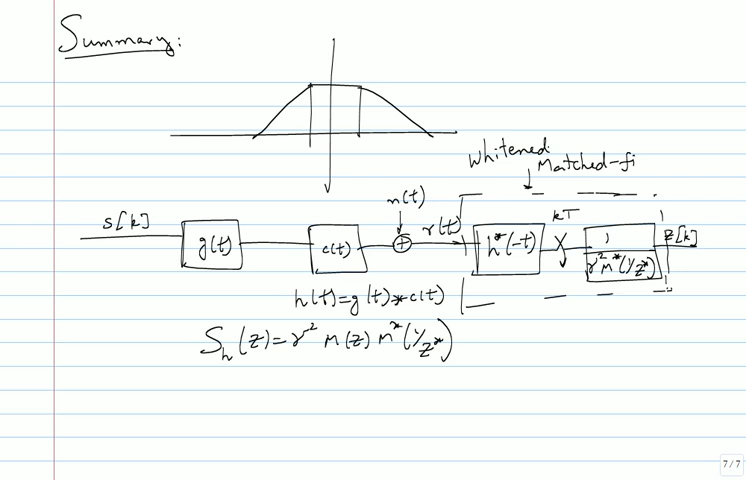 Summary:
Whitened
Matched-fi
n(t)
s[k] g(t) c(t) + r(t) h*(-t) kT 1/γ²M*(1/z*) z[k]
h(t)=g(t)*c(t)
S_h(z)=γ² M(z) M*(1/z*)
7/7